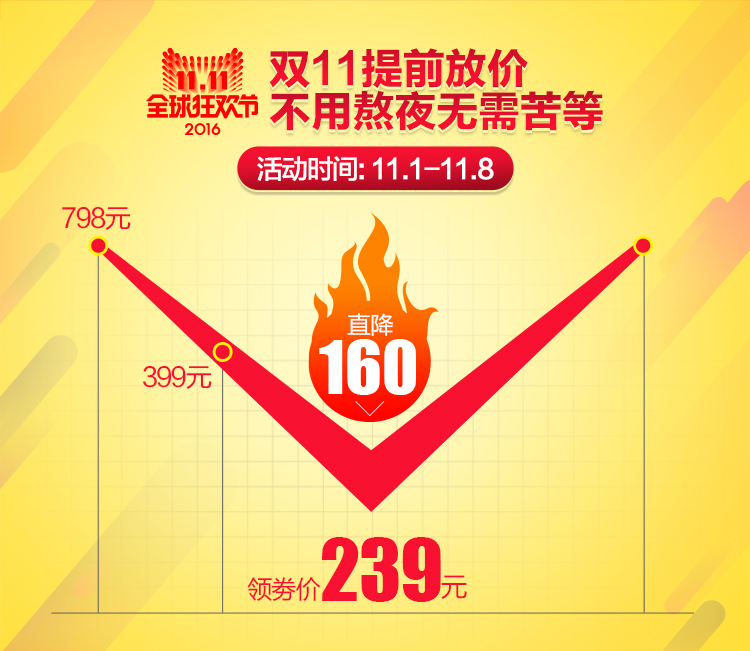 11.11
全球狂欢节
2016
双11提前放价
不用熬夜无需苦等
活动时间: 11.1-11.8
798元
直降
160
399元
领券价239元